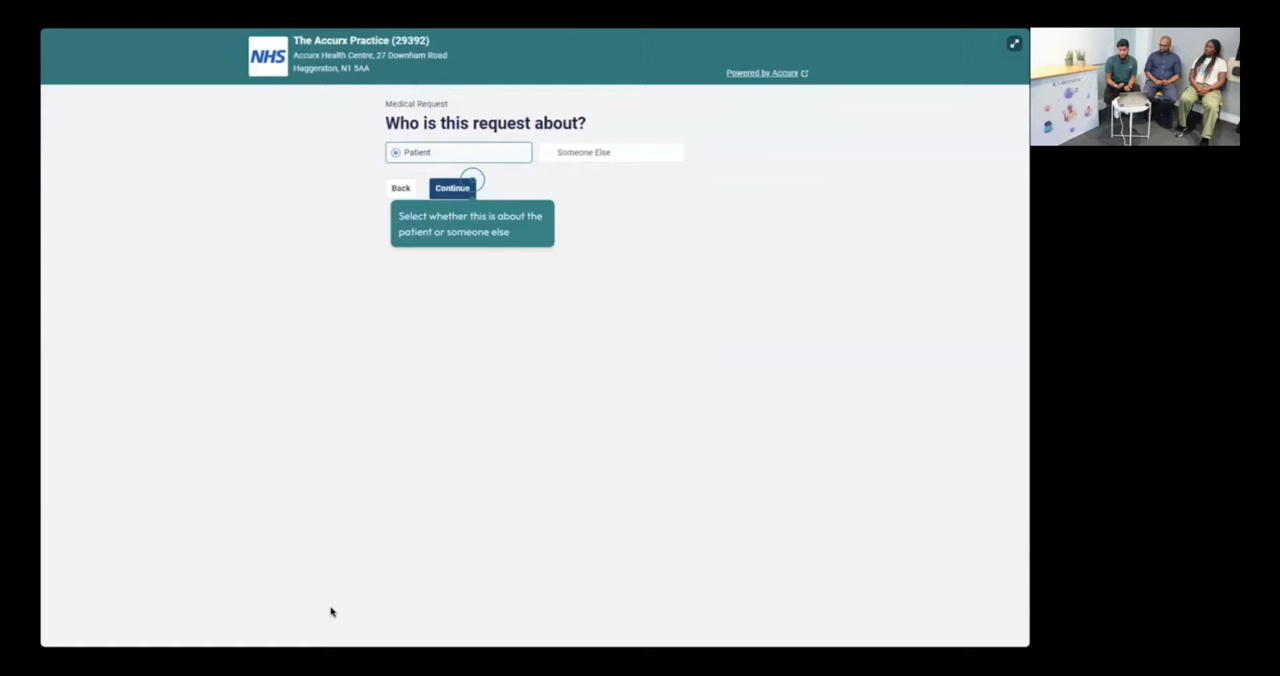 NHS
The Accurx Practice (29392)
Accurx Health Centre, 27 Downham Road
Haggerston, N1 5AA
Powered by Accurx
Medical Request
Who is this request about?
Patient
Someone Else
Back
Continue
Select whether this is about the
patient or someone else